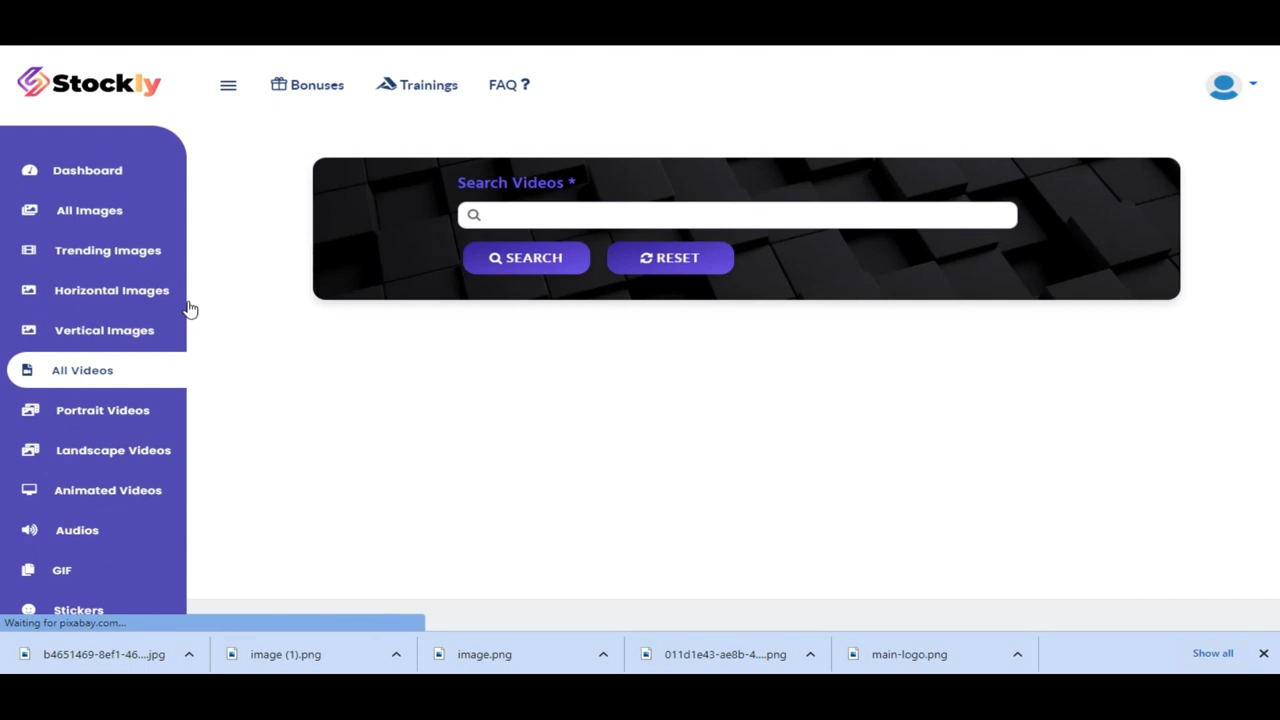 Stockly
Bonuses
Trainings
FAQ ?
Dashboard
All Images
Trending Images
Horizontal Images
Vertical Images
All Videos
Portrait Videos
Landscape Videos
Animated Videos
Audios
GIF
Stickers
Search Videos *
SEARCH
RESET
Waiting for pixabay.com...
b4651469-8ef1-46....jpg
image (1).png
image.png
011d1e43-ae8b-4....png
main-logo.png
Show all